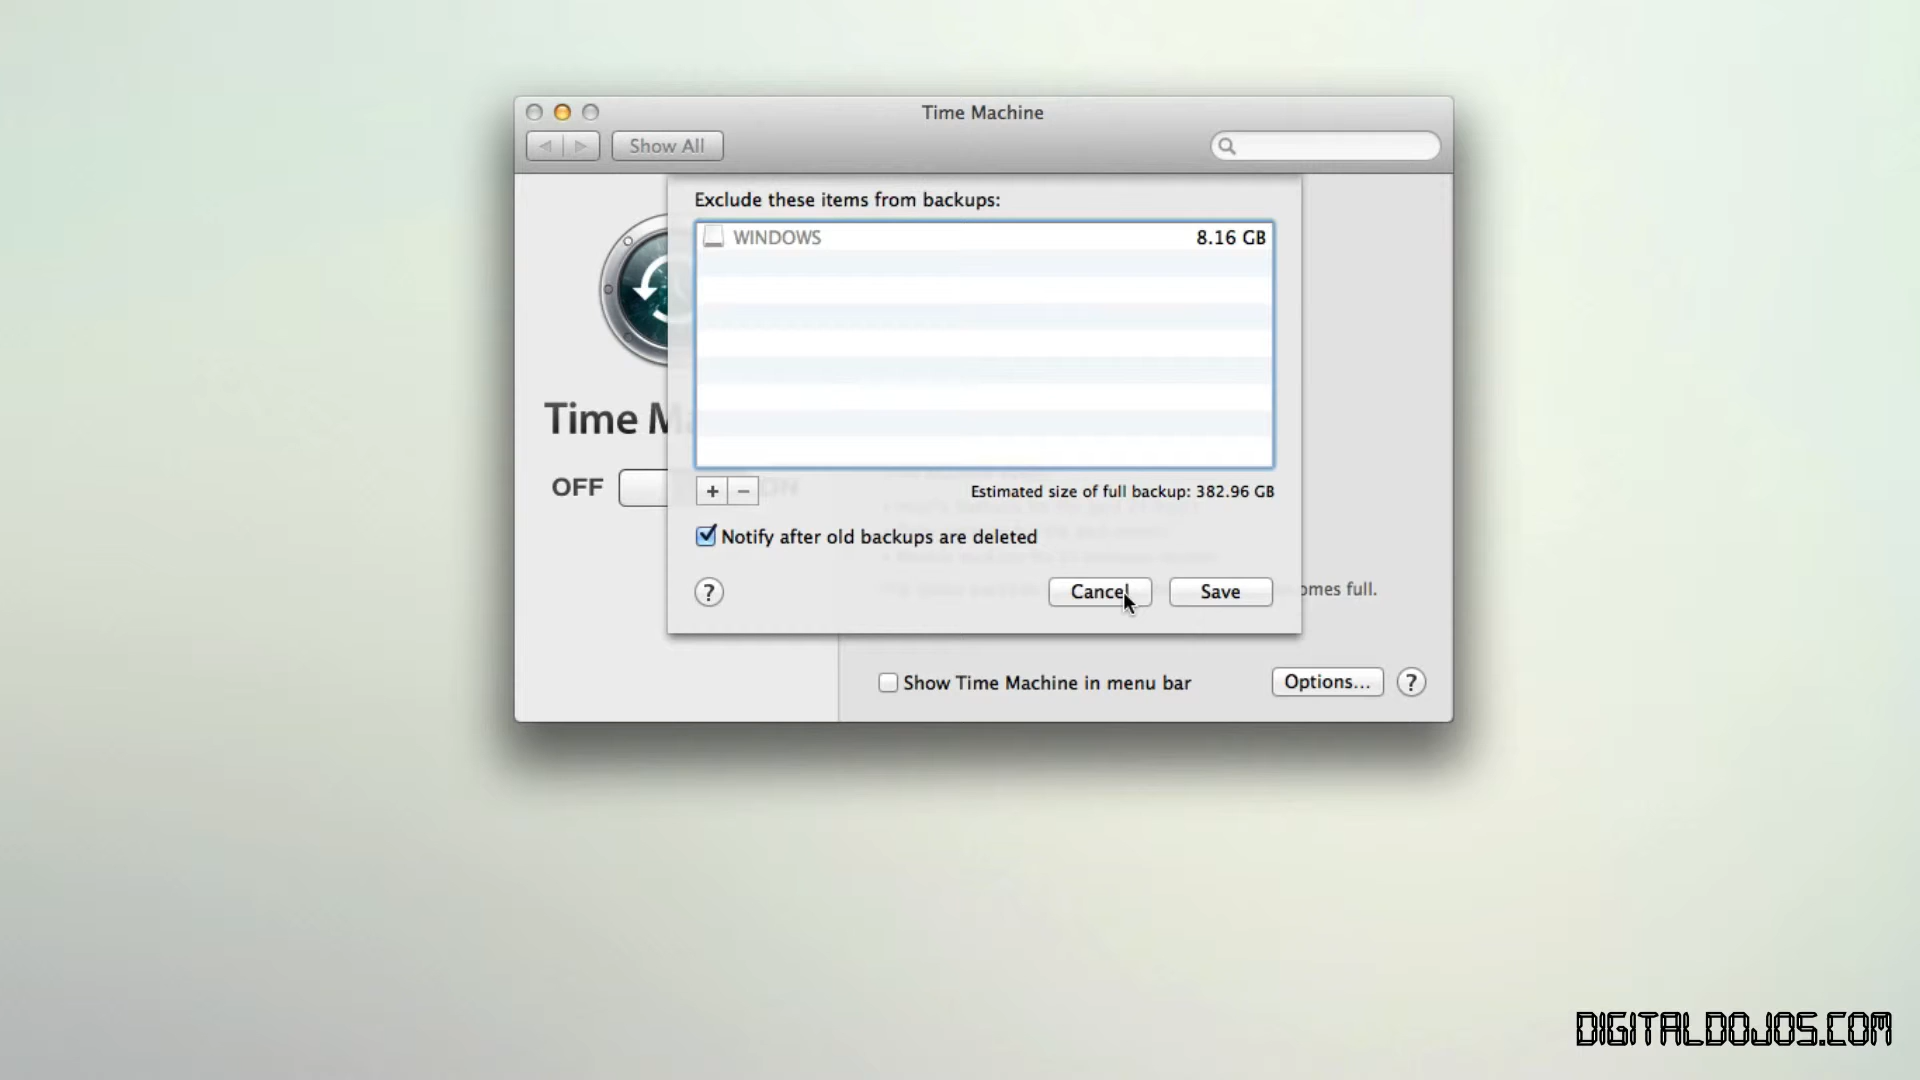 Time Machine
Show All
Exclude these items from backups:
WINDOWS 8.16 GB
Time M
OFF
+ − ON
Estimated size of full backup: 382.96 GB
Notify after old backups are deleted
? Cancel Save
omes full.
Show Time Machine in menu bar
Options... ?
DIGITALDOJOS.COM